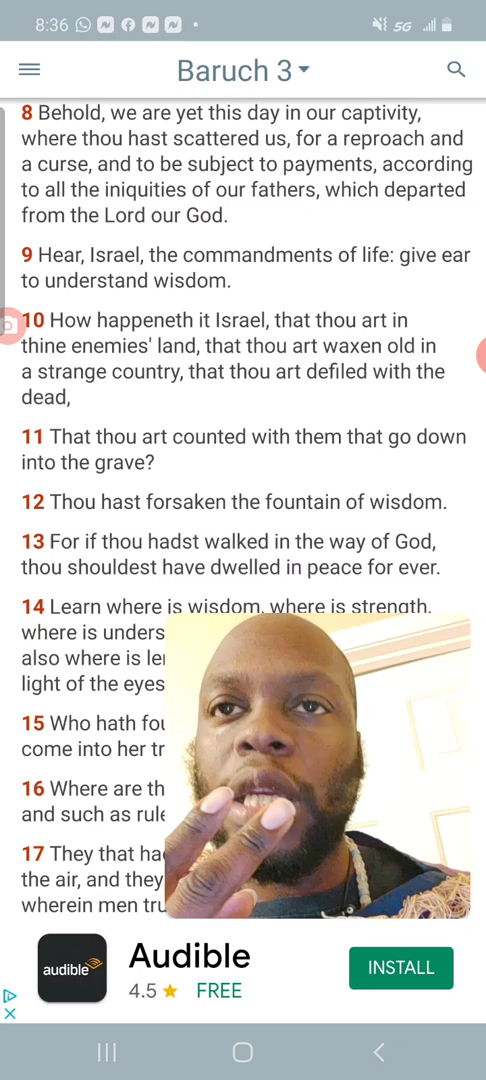 8:36
5G
Baruch 3
8 Behold, we are yet this day in our captivity,
where thou hast scattered us, for a reproach and
a curse, and to be subject to payments, according
to all the iniquities of our fathers, which departed
from the Lord our God.
9 Hear, Israel, the commandments of life: give ear
to understand wisdom.
10 How happeneth it Israel, that thou art in
thine enemies' land, that thou art waxen old in
a strange country, that thou art defiled with the
dead,
11 That thou art counted with them that go down
into the grave?
12 Thou hast forsaken the fountain of wisdom.
13 For if thou hadst walked in the way of God,
thou shouldest have dwelled in peace for ever.
14 Learn where is wisdom, where is strength,
where is
also where is
light of the eyes
15 Who hath
come into her
16 Where are
and such as
17 They that
the air, and they
wherein men
audible
Audible
4.5 FREE
INSTALL